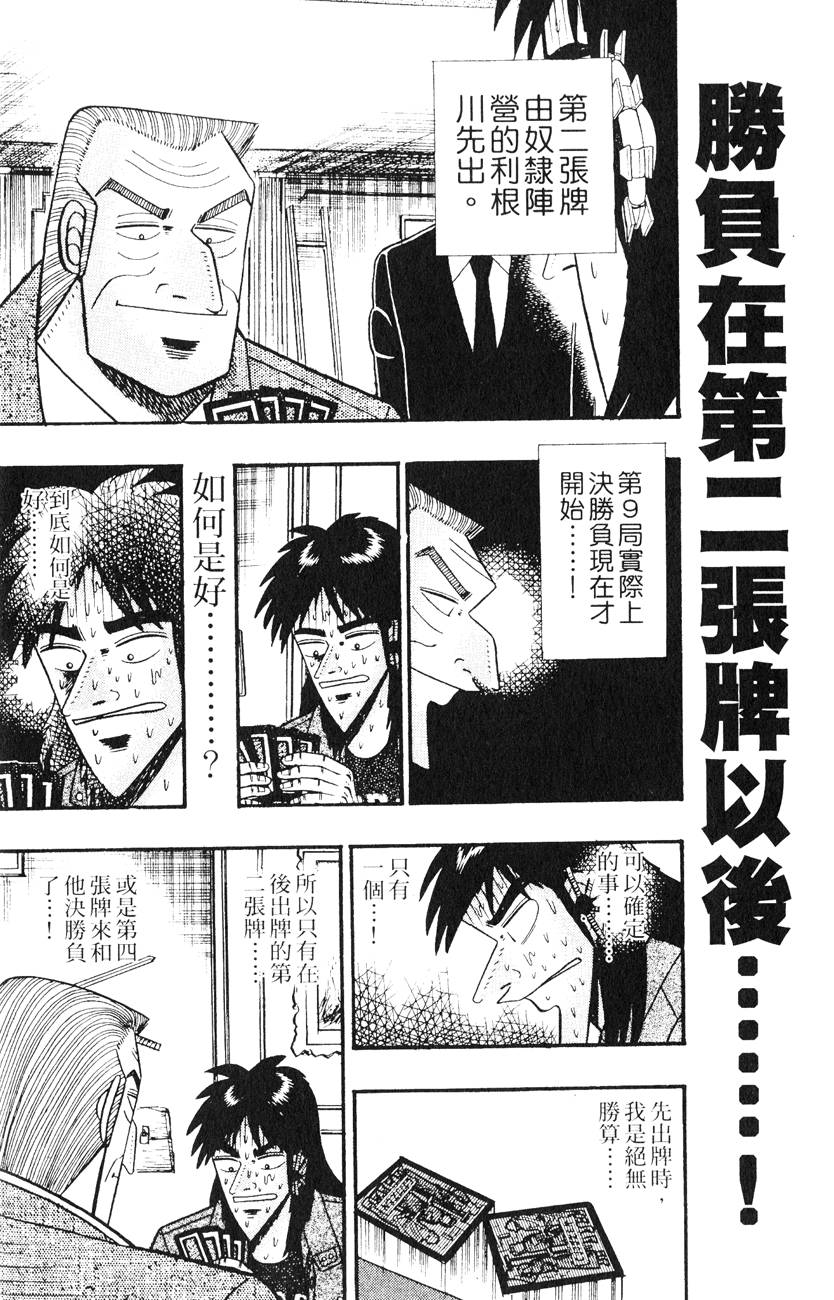 勝負在第二張牌以後……！
第二張牌
由奴隸陣
營的利根
川先出。
第9局實際上
決勝負現在才
開始……！
如何是好…………？
到底如何是
好………
可以確定
的事………
只有
一個…！
先出牌時，
我是絕無
勝算……
所以只有在
後出牌的第
二張牌……
或是第四
張牌來和
他決勝負
了…！